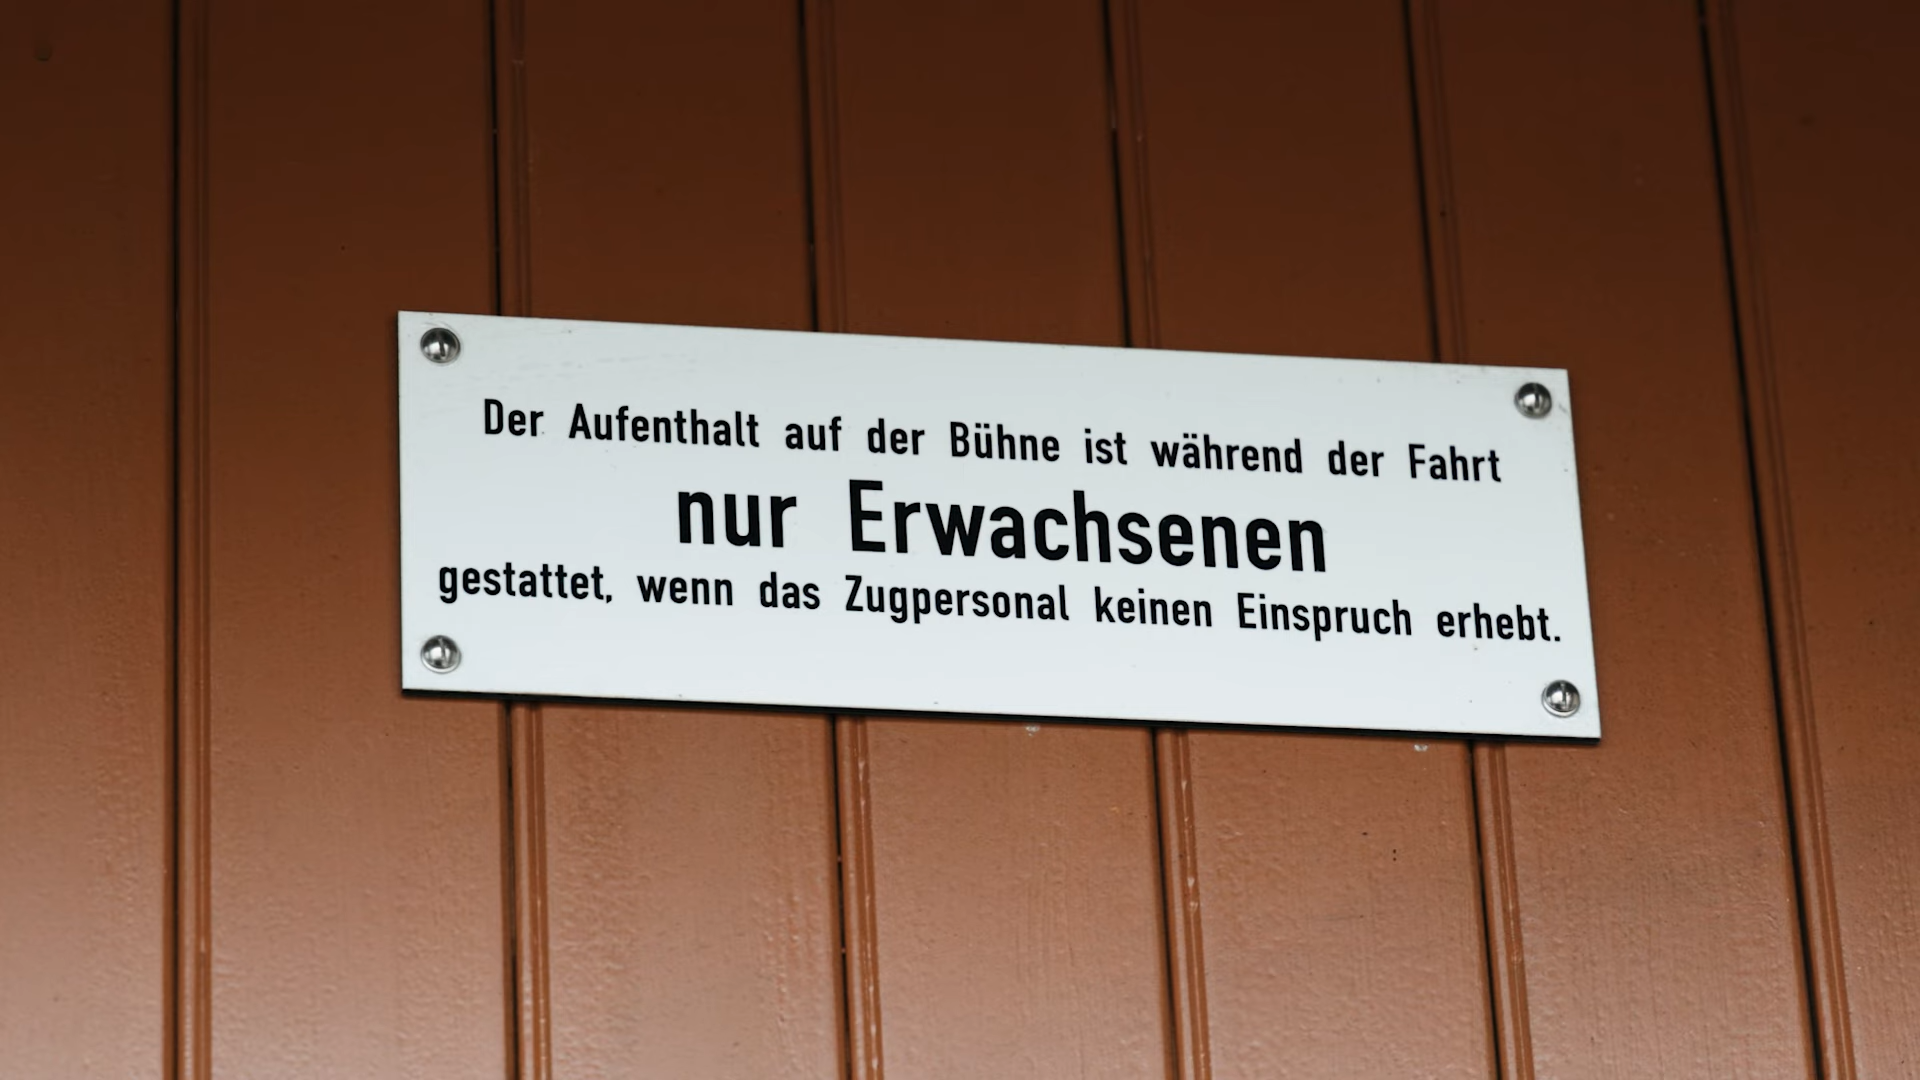 Der Aufenthalt auf der Bühne ist während der Fahrt
nur Erwachsenen
gestattet, wenn das Zugpersonal keinen Einspruch erhebt.